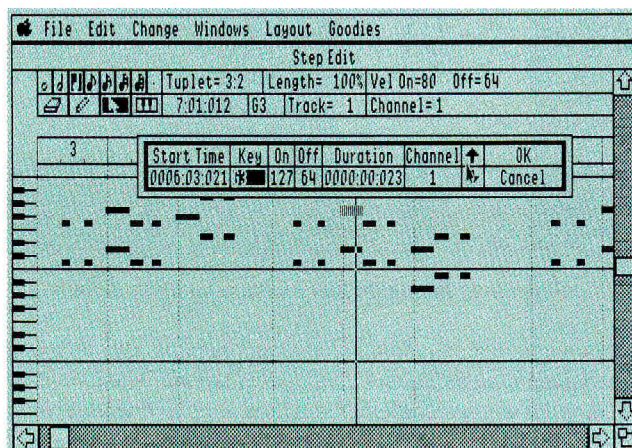 File Edit Change Windows Layout Goodies
Step Edit
Tuplet= 3:2 Length= 100% Vel On=80 Off=64
7:01:012 G3 Track= 1 Channel=1
3
Start Time Key On Off Duration Channel OK
0006:03:021 127 64 0000:00:023 1 Cancel